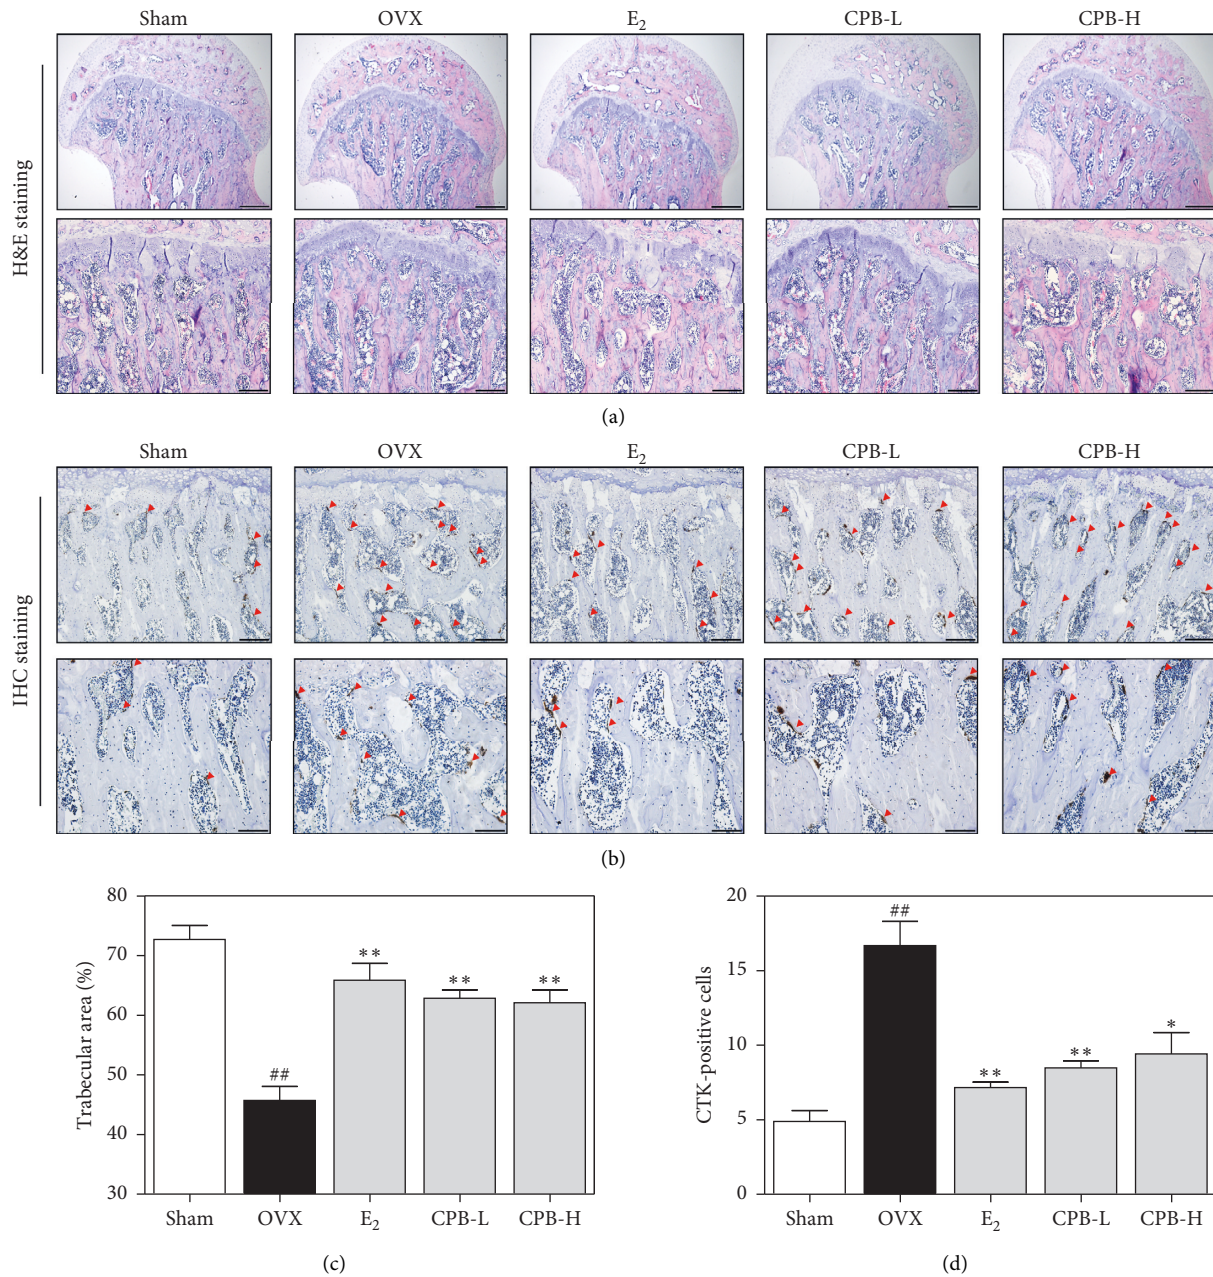 Sham OVX E₂ CPB-L CPB-H
H&E staining
(a)
Sham OVX E₂ CPB-L CPB-H
IHC staining
(b)
80
70
60
50
40
30
Trabecular area (%)
##
**
**
**
Sham OVX E₂ CPB-L CPB-H
(c)
20
15
10
5
0
CTK-positive cells
##
**
**
*
Sham OVX E₂ CPB-L CPB-H
(d)